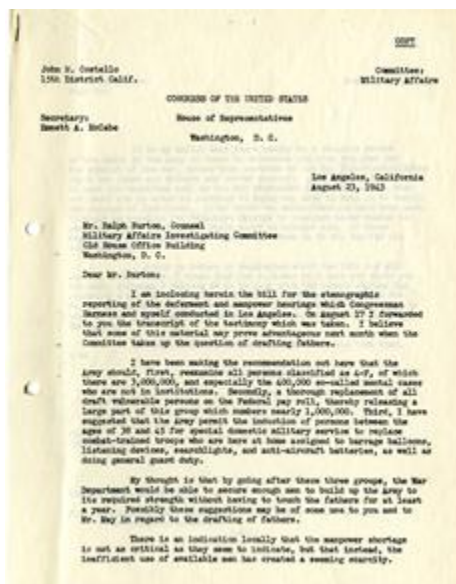 COPY
John M. Costello
15th District Calif.
Committee:
Military Affairs
CONGRESS OF THE UNITED STATES
Secretary:
Emmett A. McCabe
House of Representatives
Washington, D. C.
Los Angeles, California
August 23, 1943
Mr. Ralph Burton, Counsel
Military Affairs Investigating Committee
Old House Office Building
Washington, D. C.
Dear Mr. Burton:
I am inclosing herein the bill for the stenographic
reporting of the deferment and manpower hearings which Congressman
Harness and myself conducted in Los Angeles. On August 17 I forwarded
to you the transcript of the testimony which was taken. I believe
that some of this material may prove advantageous next month when the
Committee takes up the question of drafting fathers.
I have been making the recommendation out here that the
Army should, first, reexamine all persons classified as 4-F, of which
there are 3,000,000, and especially the 400,000 so-called mental cases
who are not in institutions. Secondly, a thorough replacement of all
draft vulnerable persons on the Federal pay roll, thereby releasing a
large part of this group which numbers nearly 1,000,000. Third, I have
suggested that the Army permit the induction of persons between the
ages of 38 and 45 for special domestic military service to replace
combat-trained troops who are here at home assigned to barrage balloons,
listening devices, searchlights, and anti-aircraft batteries, as well as
doing general guard duty.
My thought is that by going after these three groups, the War
Department would be able to secure enough men to build up the Army to
its required strength without having to touch the fathers for at least
a year. Possibly these suggestions may be of some use to you and to
Mr. May in regard to the drafting of fathers.
There is an indication locally that the manpower shortage
is not as critical as they seem to indicate, but that instead, the
inefficient use of available men has created a seeming scarcity.